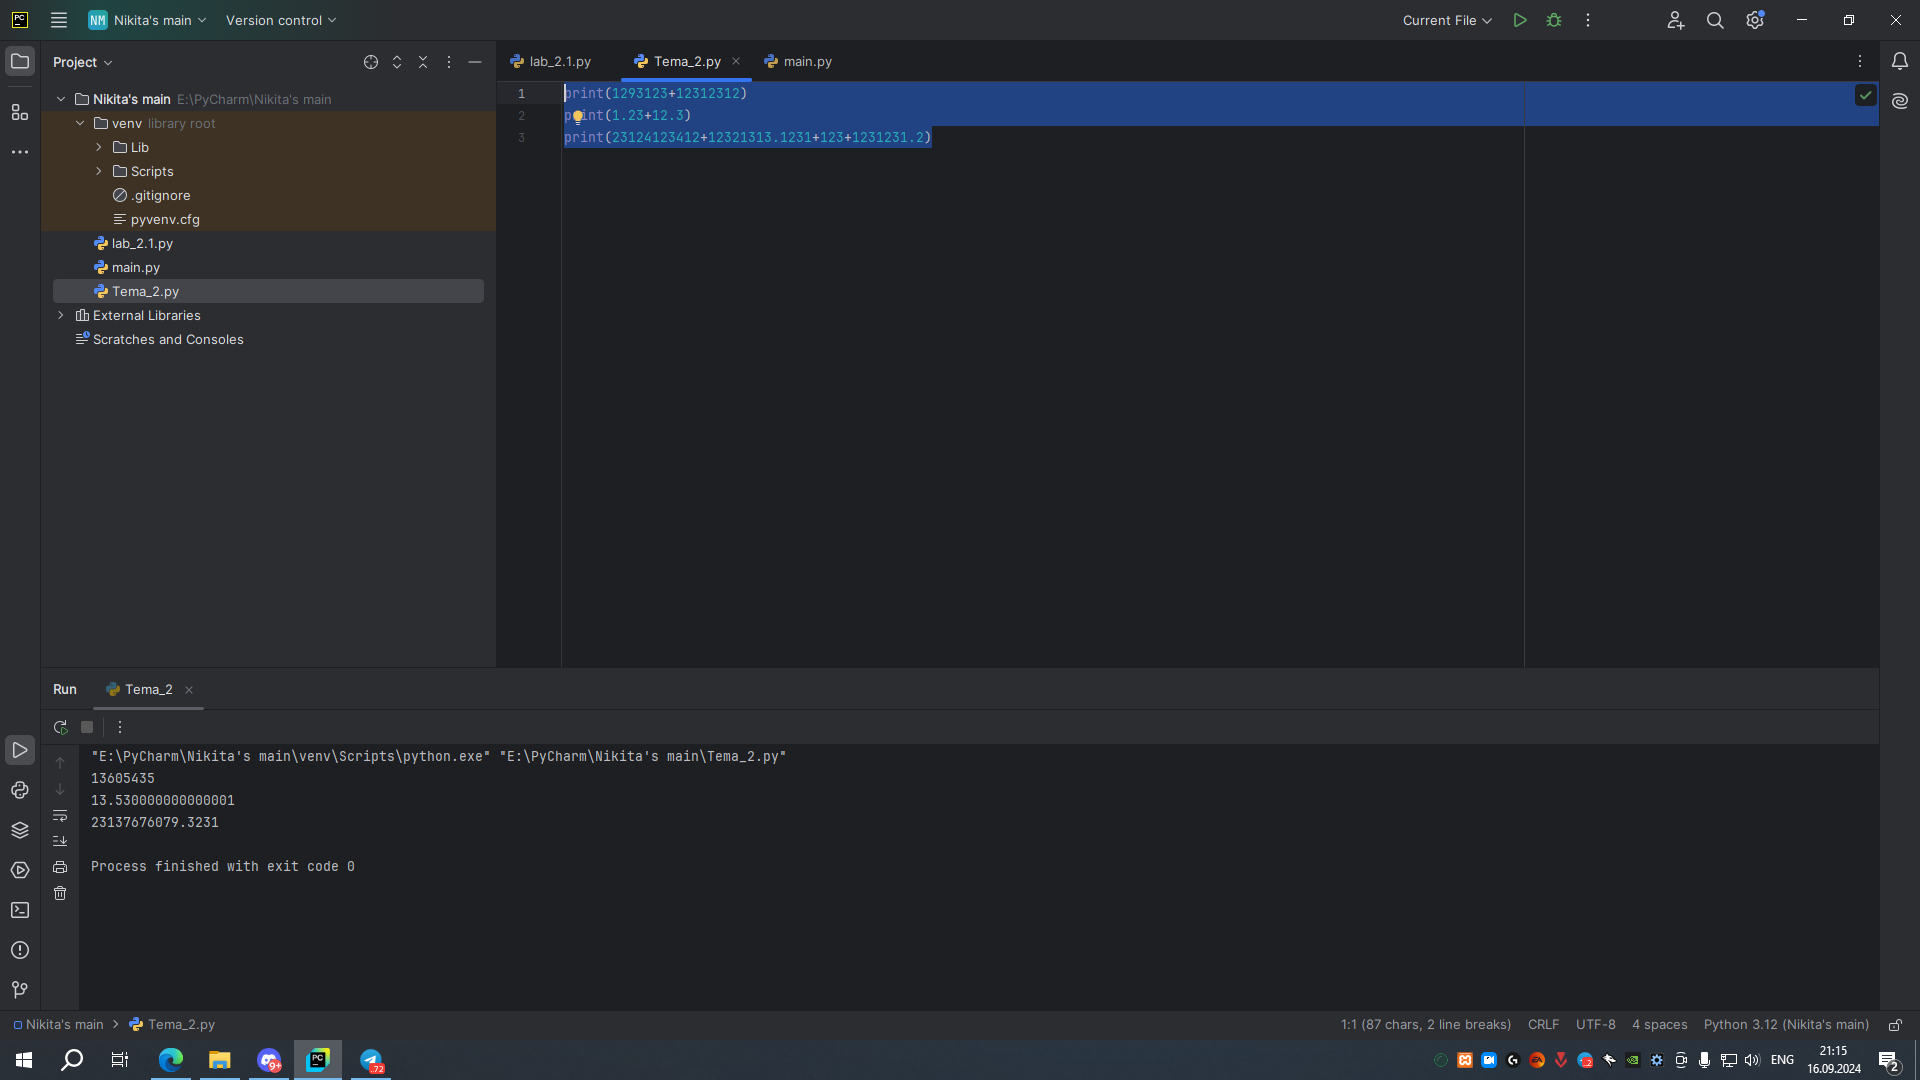 PC
NM Nikita's main
Version control
Current File
Project
Nikita's main E:\PyCharm\Nikita's main
venv library root
Lib
Scripts
.gitignore
pyvenv.cfg
lab_2.1.py
main.py
Tema_2.py
External Libraries
Scratches and Consoles
lab_2.1.py
Tema_2.py
main.py
1 print(1293123+12312312)
2 print(1.23+12.3)
3 print(23124123412+12321313.1231+123+1231231.2)
Run
Tema_2
"E:\PyCharm\Nikita's main\venv\Scripts\python.exe" "E:\PyCharm\Nikita's main\Tema_2.py"
13605435
13.530000000000001
23137676079.3231
Process finished with exit code 0
Nikita's main
Tema_2.py
1:1 (87 chars, 2 line breaks)
CRLF
UTF-8
4 spaces
Python 3.12 (Nikita's main)
9+
PC
72
EA
ENG
21:15
16.09.2024
2